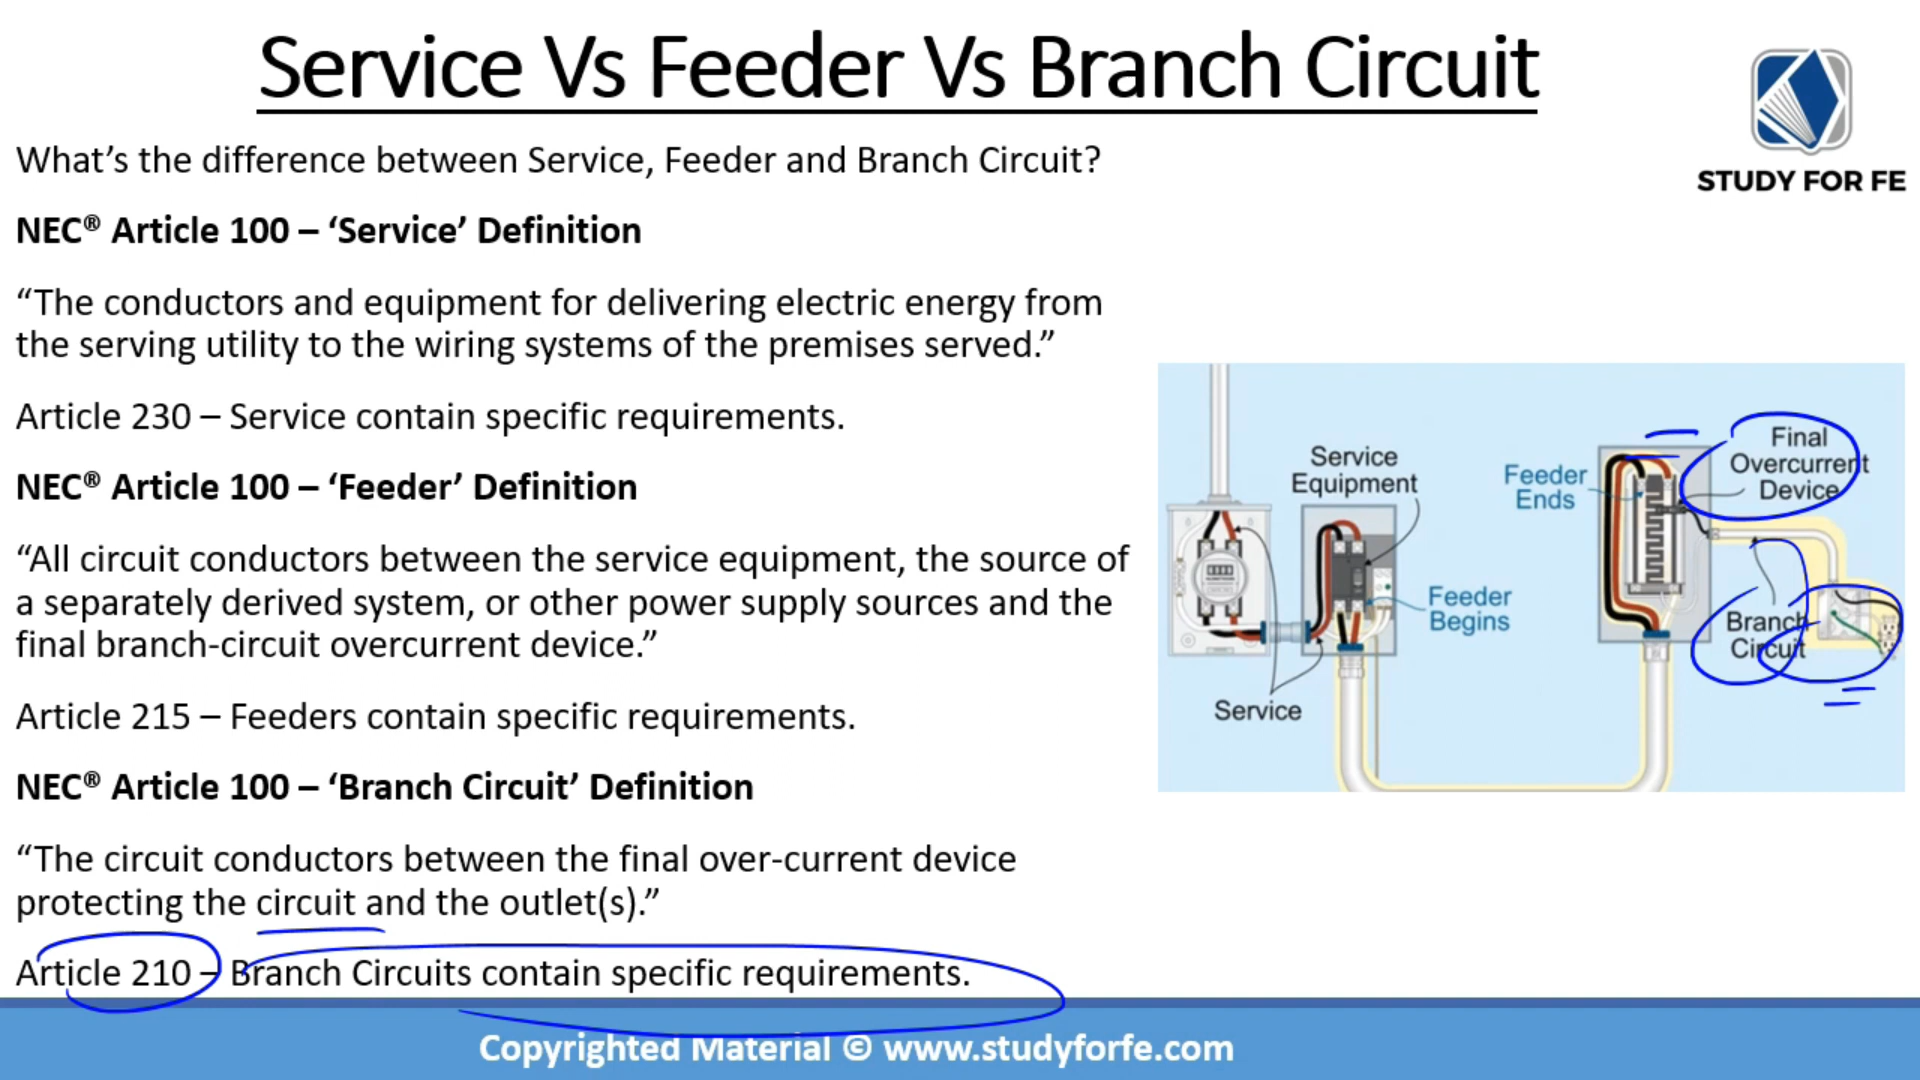 Service Vs Feeder Vs Branch Circuit
STUDY FOR FE
What's the difference between Service, Feeder and Branch Circuit?
NEC® Article 100 – ‘Service’ Definition
“The conductors and equipment for delivering electric energy from
the serving utility to the wiring systems of the premises served.”
Article 230 – Service contain specific requirements.
NEC® Article 100 – ‘Feeder’ Definition
“All circuit conductors between the service equipment, the source of
a separately derived system, or other power supply sources and the
final branch-circuit overcurrent device.”
Article 215 – Feeders contain specific requirements.
NEC® Article 100 – ‘Branch Circuit’ Definition
“The circuit conductors between the final over-current device
protecting the circuit and the outlet(s).”
Article 210 – Branch Circuits contain specific requirements.
Service
Equipment
Feeder
Begins
Service
Feeder
Ends
Final
Overcurrent
Device
Branch
Circuit
Copyrighted Material © www.studyforfe.com